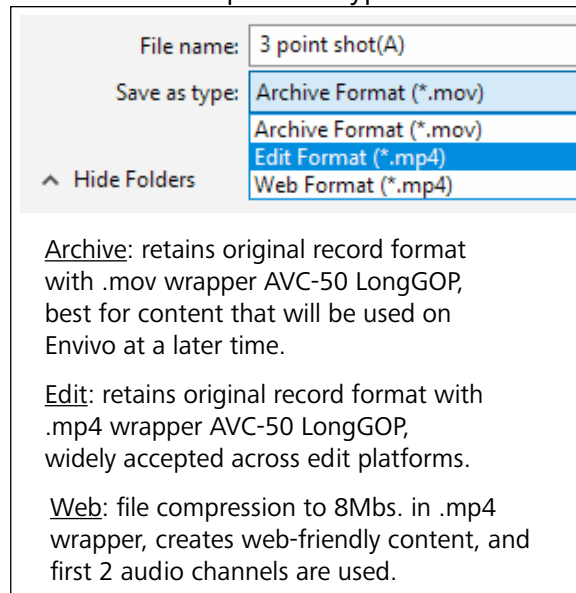 File name: 3 point shot(A)
Save as type: Archive Format (*.mov)
Archive Format (*.mov)
Edit Format (*.mp4)
Hide Folders Web Format (*.mp4)
Archive: retains original record format
with .mov wrapper AVC-50 LongGOP,
best for content that will be used on
Envivo at a later time.
Edit: retains original record format with
.mp4 wrapper AVC-50 LongGOP,
widely accepted across edit platforms.
Web: file compression to 8Mbs. in .mp4
wrapper, creates web-friendly content, and
first 2 audio channels are used.